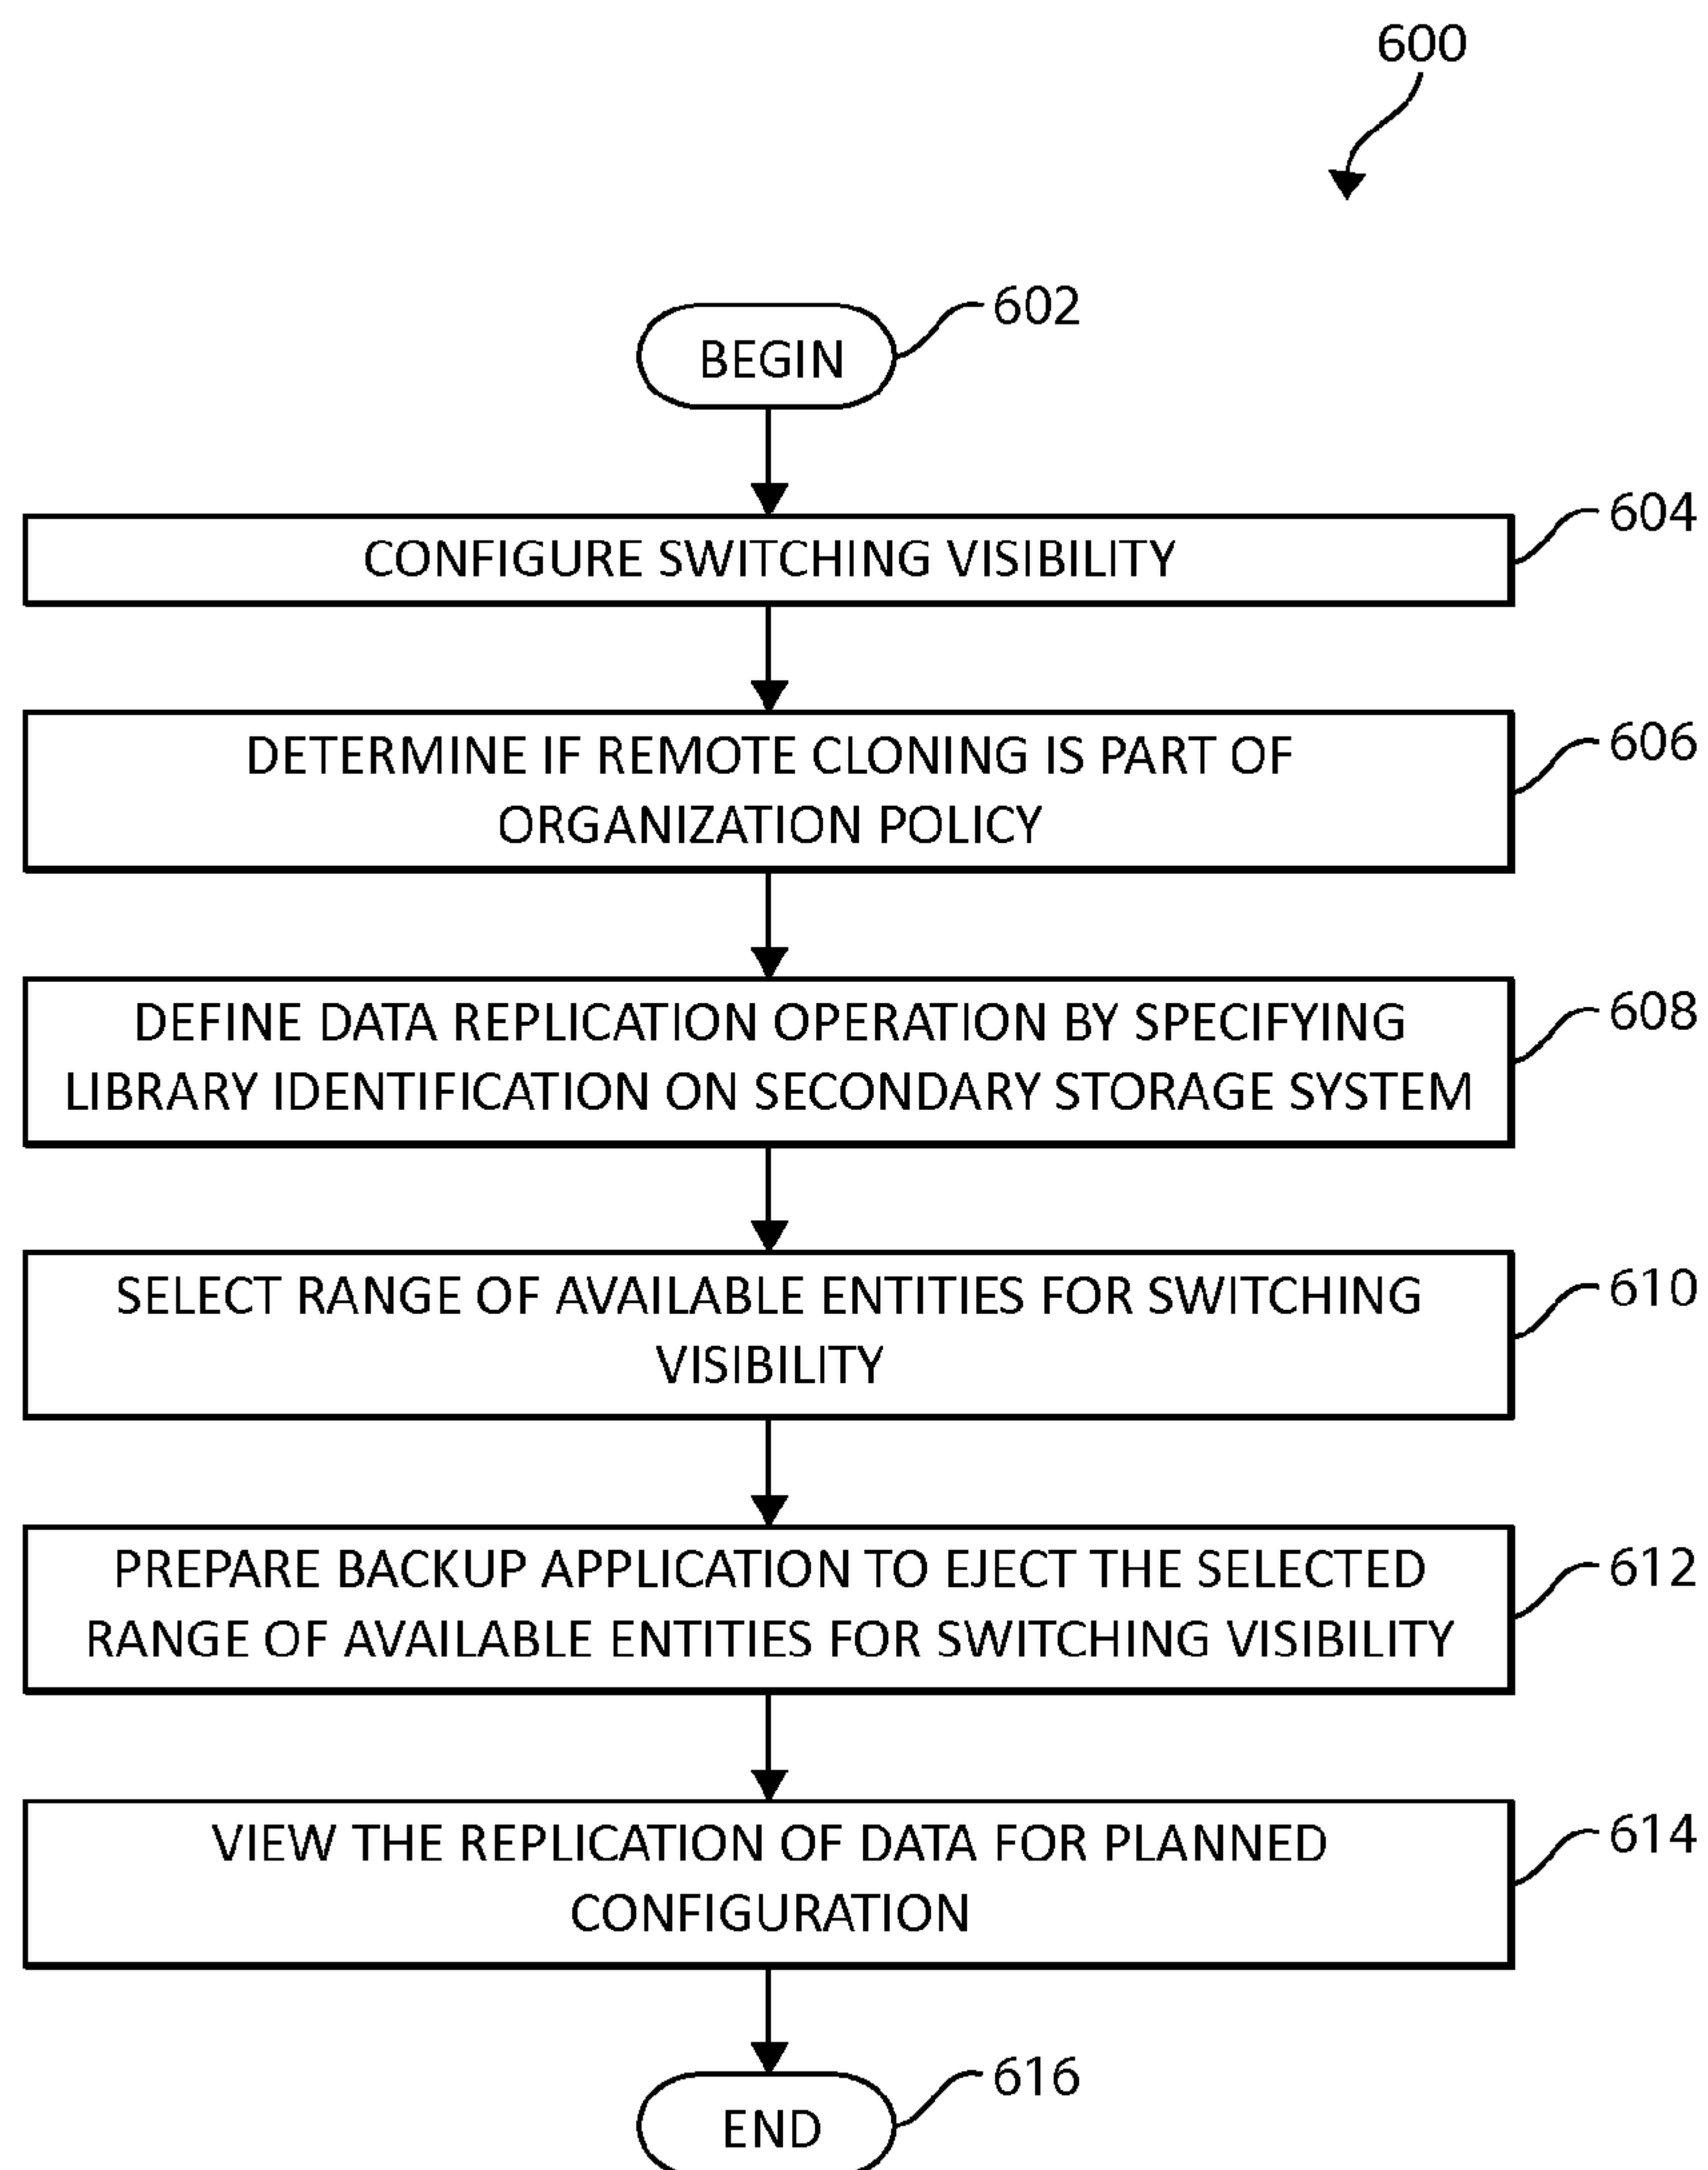 600
BEGIN
602
CONFIGURE SWITCHING VISIBILITY
604
DETERMINE IF REMOTE CLONING IS PART OF
ORGANIZATION POLICY
606
DEFINE DATA REPLICATION OPERATION BY SPECIFYING
LIBRARY IDENTIFICATION ON SECONDARY STORAGE SYSTEM
608
SELECT RANGE OF AVAILABLE ENTITIES FOR SWITCHING
VISIBILITY
610
PREPARE BACKUP APPLICATION TO EJECT THE SELECTED
RANGE OF AVAILABLE ENTITIES FOR SWITCHING VISIBILITY
612
VIEW THE REPLICATION OF DATA FOR PLANNED
CONFIGURATION
614
END
616